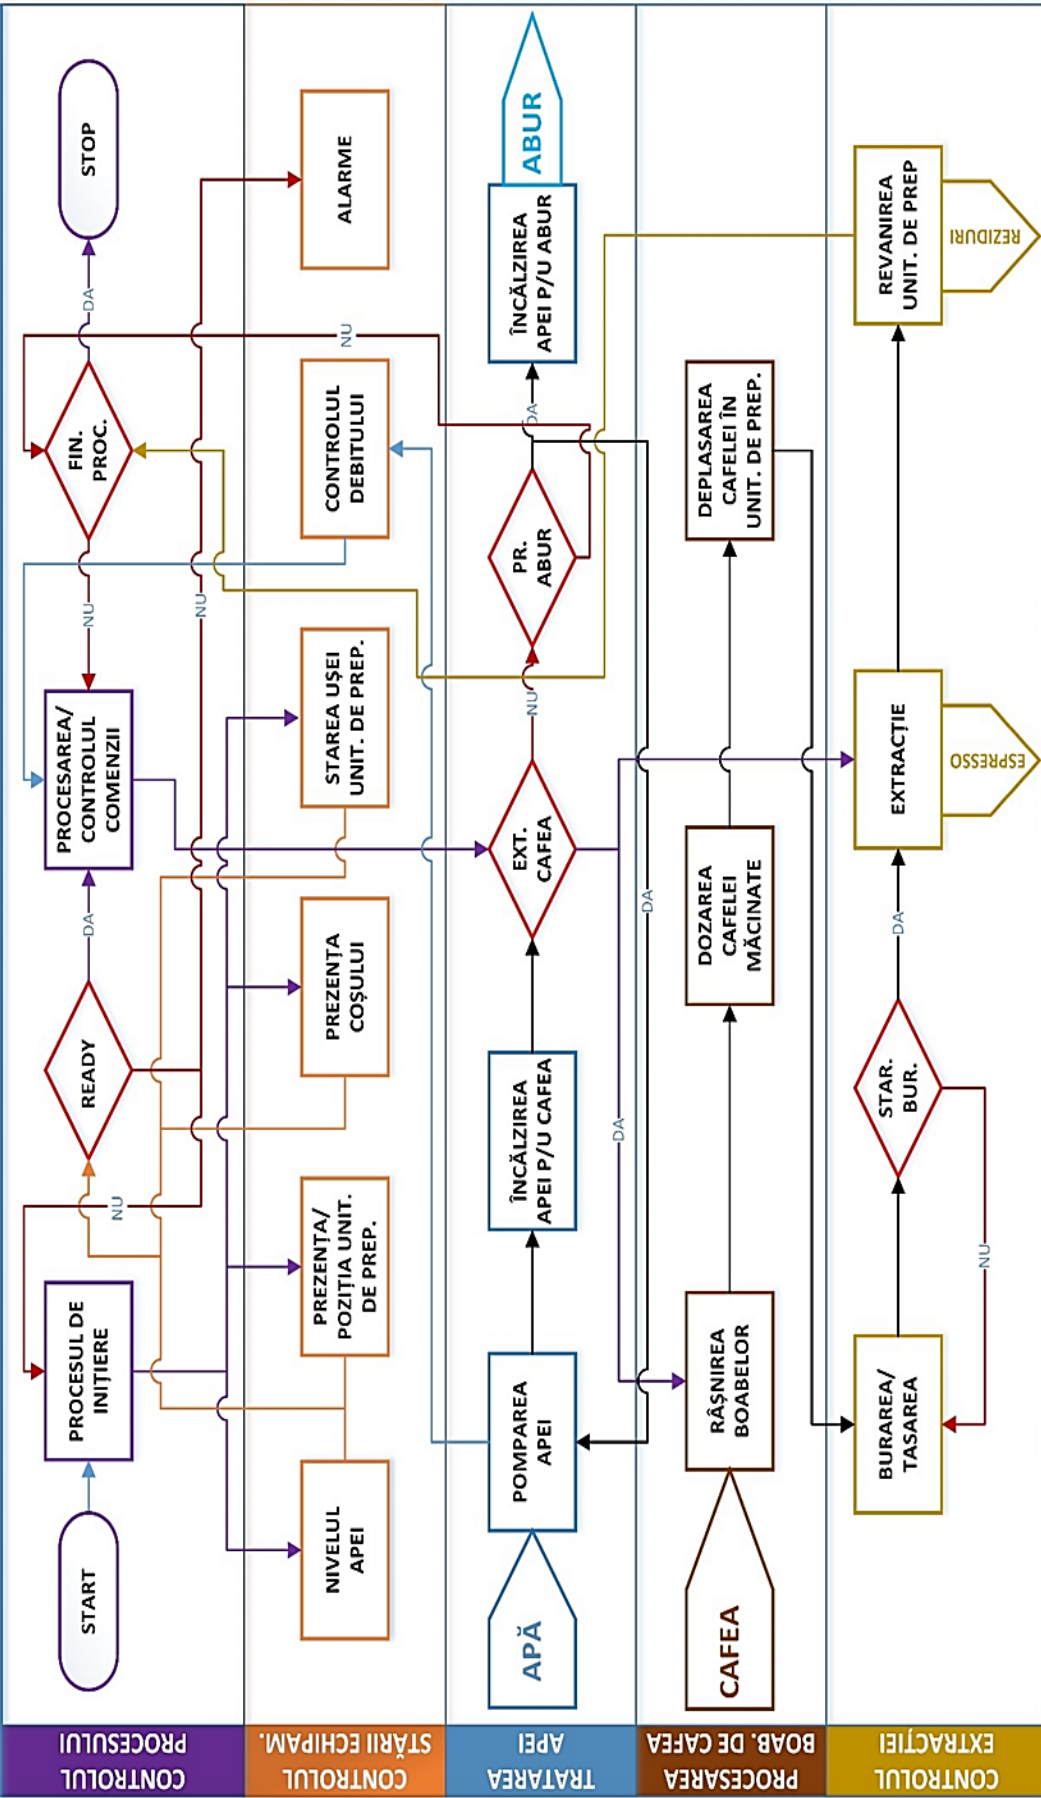 CONTROLUL
PROCESULUI
START
PROCESUL DE
INIȚIERE
NU
READY
DA
PROCESAREA/
CONTROLUL
COMENZII
NU
NU
FIN.
PROC.
DA
STOP
CONTROLUL
STĂRII ECHIPAM.
NIVELUL
APEI
PREZENȚA/
POZIȚIA UNIT.
DE PREP.
PREZENȚA
COȘULUI
STAREA UȘEI
UNIT. DE PREP.
CONTROLUL
DEBITULUI
NU
ALARME
TRATAREA
APEI
APĂ
POMPAREA
APEI
ÎNCĂLZIREA
APEI P/U CAFEA
EXT.
CAFEA
NU
PR.
ABUR
DA
ÎNCĂLZIREA
APEI P/U ABUR
ABUR
DA
DA
PROCESAREA
BOAB. DE CAFEA
CAFEA
RÂȘNIREA
BOABELOR
DOZAREA
CAFELEI
MĂCINATE
DEPLASAREA
CAFELEI ÎN
UNIT. DE PREP.
CONTROLUL
EXTRACȚIEI
BURAREA/
TASAREA
NU
STAR.
BUR.
DA
EXTRACȚIE
ESPRESSO
REVANIREA
UNIT. DE PREP
REZIDURI